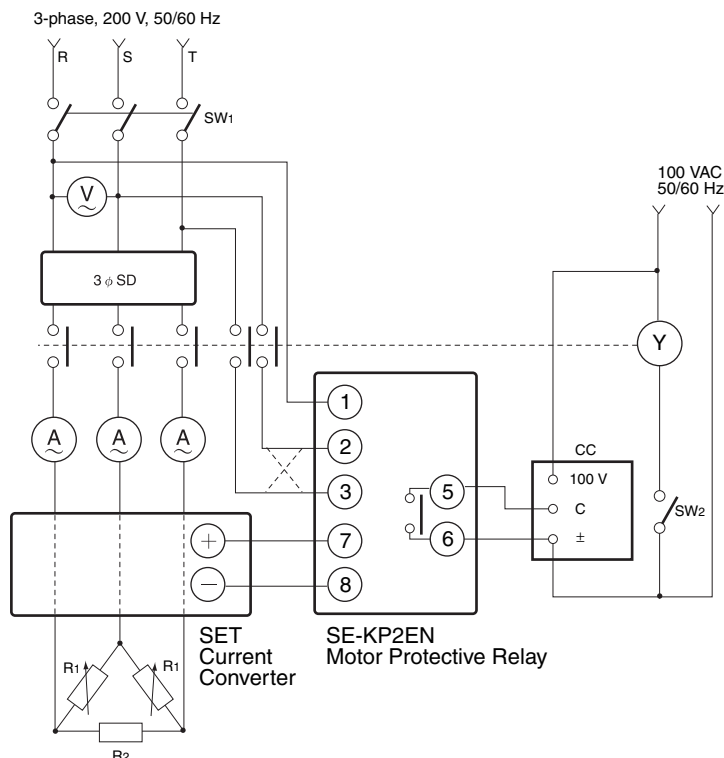 3-phase, 200 V, 50/60 Hz
R S T
SW1
100 VAC
50/60 Hz
V
3 ϕ SD
Y
1
A A A
2
CC
100 V
3
5
C
SW2
+
7
6
±
−
8
SET
Current
Converter
SE-KP2EN
Motor Protective Relay
R1 R1
R2